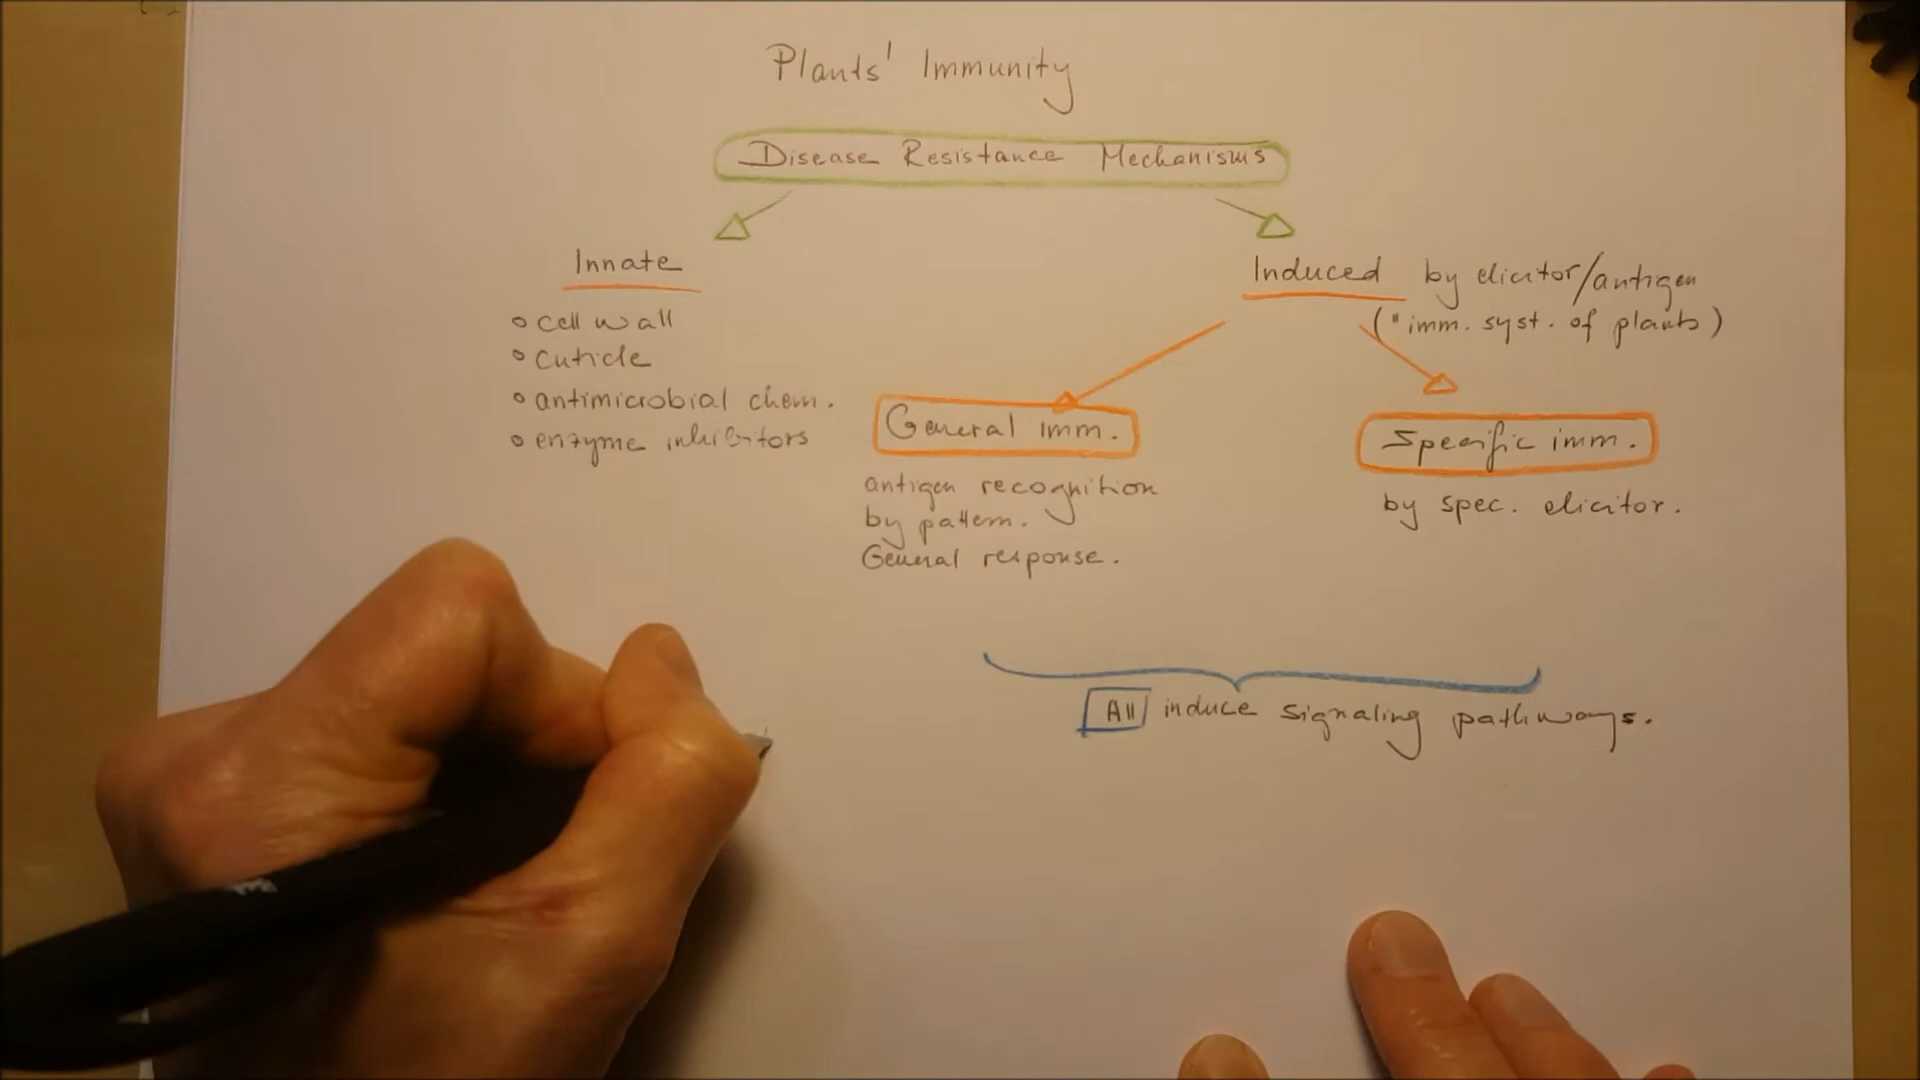 Plants' Immunity
Disease Resistance Mechanisms
Innate
• cell wall
• cuticle
• antimicrobial chem.
• enzyme inhibitors
Induced by elicitor/antigen
("imm. syst. of plants)
General imm.
antigen recognition
by pattern.
General response.
Specific imm.
by spec. elicitor.
All induce signaling pathways.